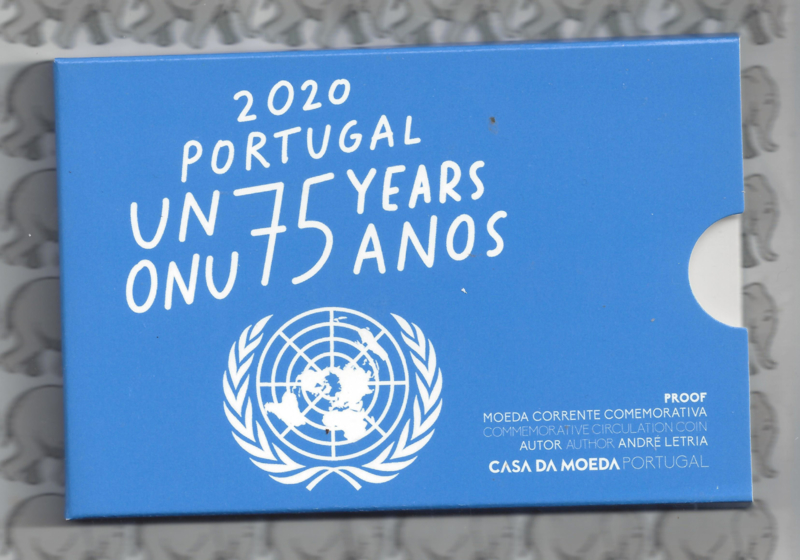 2020
PORTUGAL
UN 75 YEARS
ONU ANOS
PROOF
MOEDA CORRENTE COMEMORATIVA
COMMEMORATIVE CIRCULATION COIN
AUTOR AUTHOR ANDRÉ LETRIA
CASA DA MOEDA PORTUGAL